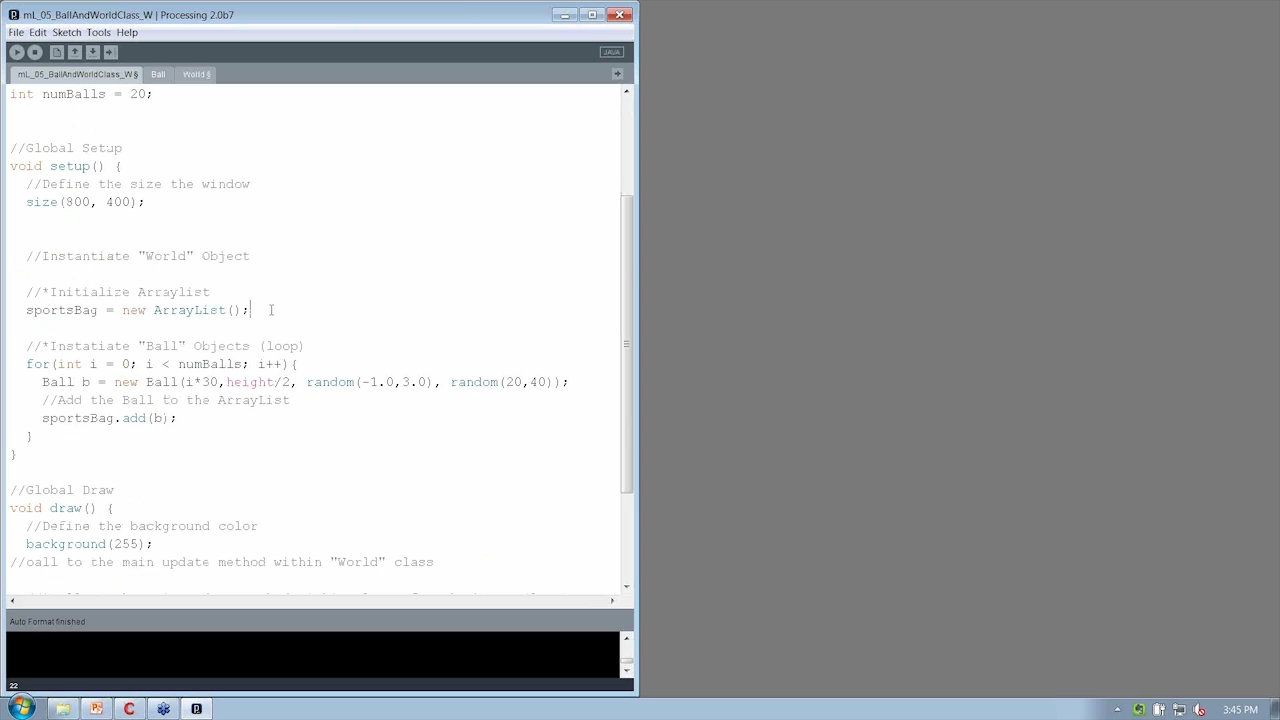 mL_05_BallAndWorldClass_W | Processing 2.0b7
File Edit Sketch Tools Help
JAVA
mL_05_BallAndWorldClass_W § Ball World §
int numBalls = 20;
//Global Setup
void setup() {
//Define the size the window
size(800, 400);
//Instantiate "World" Object
//*Initialize Arraylist
sportsBag = new ArrayList();
//*Instatiate "Ball" Objects (loop)
for(int i = 0; i < numBalls; i++){
Ball b = new Ball(i*30,height/2, random(-1.0,3.0), random(20,40));
//Add the Ball to the ArrayList
sportsBag.add(b);
}
}
//Global Draw
void draw() {
//Define the background color
background(255);
//call to the main update method within "World" class
Auto Format finished
22
3:45 PM